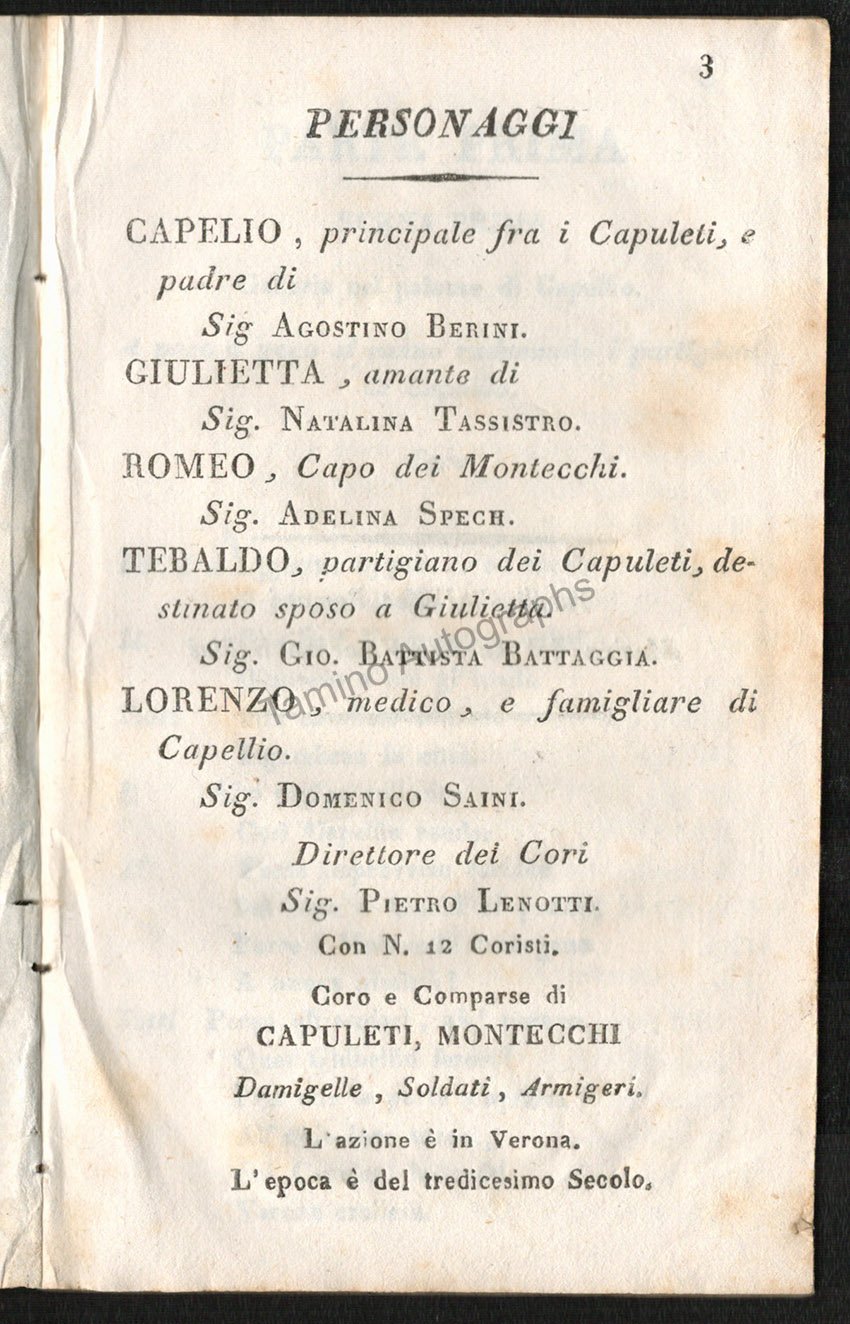 3
PERSONAGGI
CAPELIO , principale fra i Capuleti, e
padre di
Sig AGOSTINO BERINI.
GIULIETTA , amante di
Sig. NATALINA TASSISTRO.
ROMEO , Capo dei Montecchi.
Sig. ADELINA SPECH.
TEBALDO, partigiano dei Capuleti, de-
stinato sposo a Giulietta.
Sig. GIO. BATTISTA BATTAGGIA.
LORENZO , medico , e famigliare di
Capellio.
Sig. DOMENICO SAINI.
Direttore dei Cori
Sig. PIETRO LENOTTI.
Con N. 12 Coristi.
Coro e Comparse di
CAPULETI, MONTECCHI
Damigelle , Soldati , Armigeri.
L'azione è in Verona.
L'epoca è del tredicesimo Secolo.
Tamino Autographs